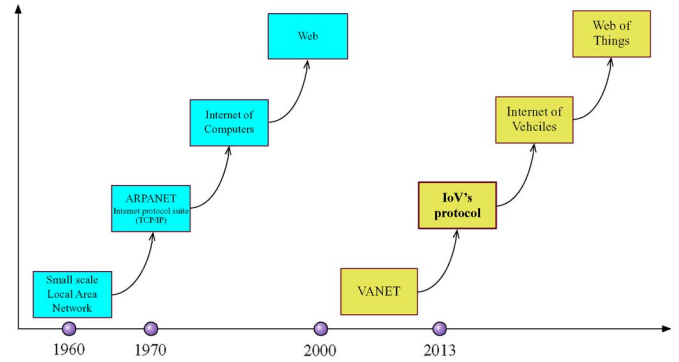 Web
Web of
Things
Internet of
Computers
Internet of
Vehciles
ARPANET
Internet protocol suite
(TCP/IP)
IoV's
protocol
Small scale
Local Area
Network
VANET
1960
1970
2000
2013